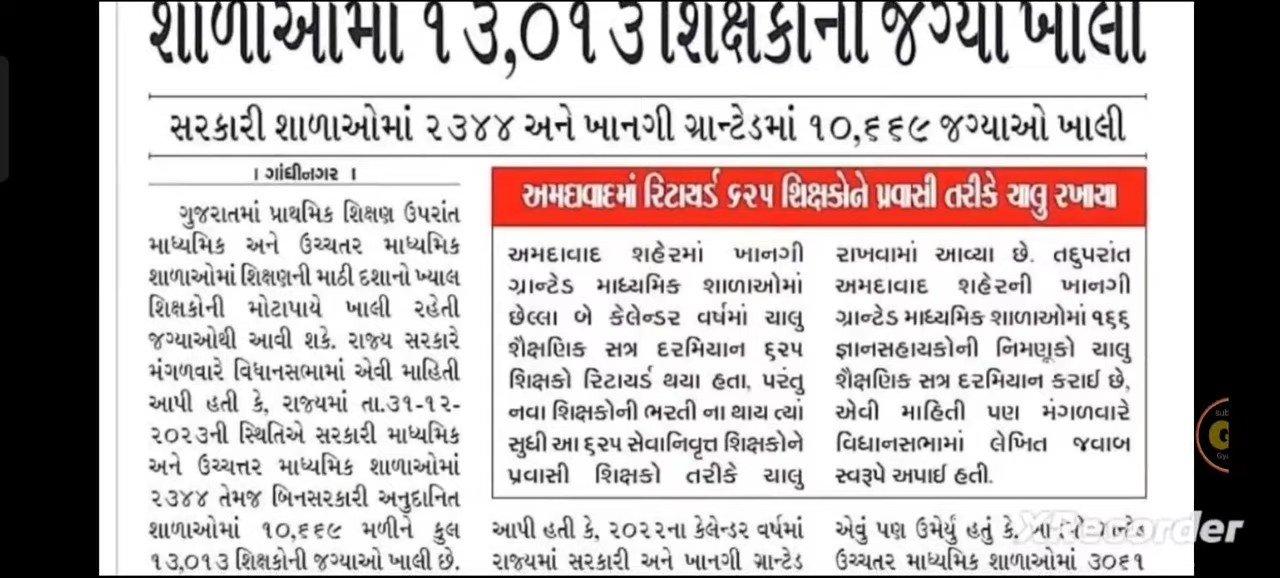 શાળાઓમાં ૧૩,૦૧૩ શિક્ષકોની જગ્યા ખાલી
સરકારી શાળાઓમાં ૨૩૪૪ અને ખાનગી ગ્રાન્ટેડમાં ૧૦,૬૬૯ જગ્યાઓ ખાલી
। ગાંધીનગર ।
ગુજરાતમાં પ્રાથમિક શિક્ષણ ઉપરાંત
માધ્યમિક અને ઉચ્ચતર માધ્યમિક
શાળાઓમાં શિક્ષણની માઠી દશાનો ખ્યાલ
શિક્ષકોની મોટાપાયે ખાલી રહેતી
જગ્યાઓથી આવી શકે. રાજ્ય સરકારે
મંગળવારે વિધાનસભામાં એવી માહિતી
આપી હતી કે, રાજ્યમાં તા.૩૧-૧૨-
૨૦૨૩ની સ્થિતિએ સરકારી માધ્યમિક
અને ઉચ્ચત્તર માધ્યમિક શાળાઓમાં
૨૩૪૪ તેમજ બિનસરકારી અનુદાનિત
શાળાઓમાં ૧૦,૬૬૯ મળીને કુલ
૧૩,૦૧૩ શિક્ષકોની જગ્યાઓ ખાલી છે.
અમદાવાદમાં રિટાયર્ડ ૬૨૫ શિક્ષકોને પ્રવાસી તરીકે ચાલુ રખાયા
અમદાવાદ શહેરમાં ખાનગી
ગ્રાન્ટેડ માધ્યમિક શાળાઓમાં
છેલ્લા બે કેલેન્ડર વર્ષમાં ચાલુ
શૈક્ષણિક સત્ર દરમિયાન ૬૨૫
શિક્ષકો રિટાયર્ડ થયા હતા, પરંતુ
નવા શિક્ષકોની ભરતી ના થાય ત્યાં
સુધી આ ૬૨૫ સેવાનિવૃત્ત શિક્ષકોને
પ્રવાસી શિક્ષકો તરીકે ચાલુ
રાખવામાં આવ્યા છે. તદુપરાંત
અમદાવાદ શહેરની ખાનગી
ગ્રાન્ટેડ માધ્યમિક શાળાઓમાં ૧૬૬
જ્ઞાનસહાયકોની નિમણૂકો ચાલુ
શૈક્ષણિક સત્ર દરમિયાન કરાઈ છે,
એવી માહિતી પણ મંગળવારે
વિધાનસભામાં લેખિત જવાબ
સ્વરૂપે અપાઈ હતી.
આપી હતી કે, ૨૦૨૨ના કેલેન્ડર વર્ષમાં
રાજ્યમાં સરકારી અને ખાનગી ગ્રાન્ટેડ
એવું પણ ઉમેર્યું હતું કે,
ઉચ્ચતર માધ્યમિક શાળાઓમાં ૩૦૬૧
XRecorder
sub